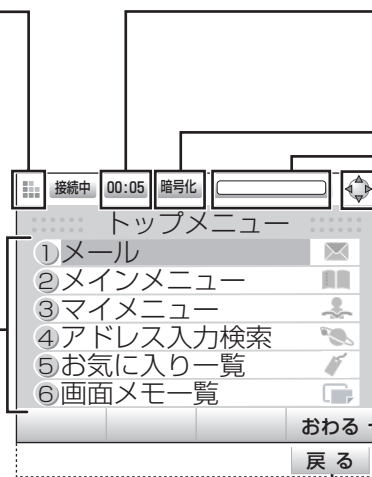 接続中 00:05 暗号化
トップメニュー
①メール
②メインメニュー
③マイメニュー
④アドレス入力検索
⑤お気に入り一覧
⑥画面メモ一覧
おわる
戻る